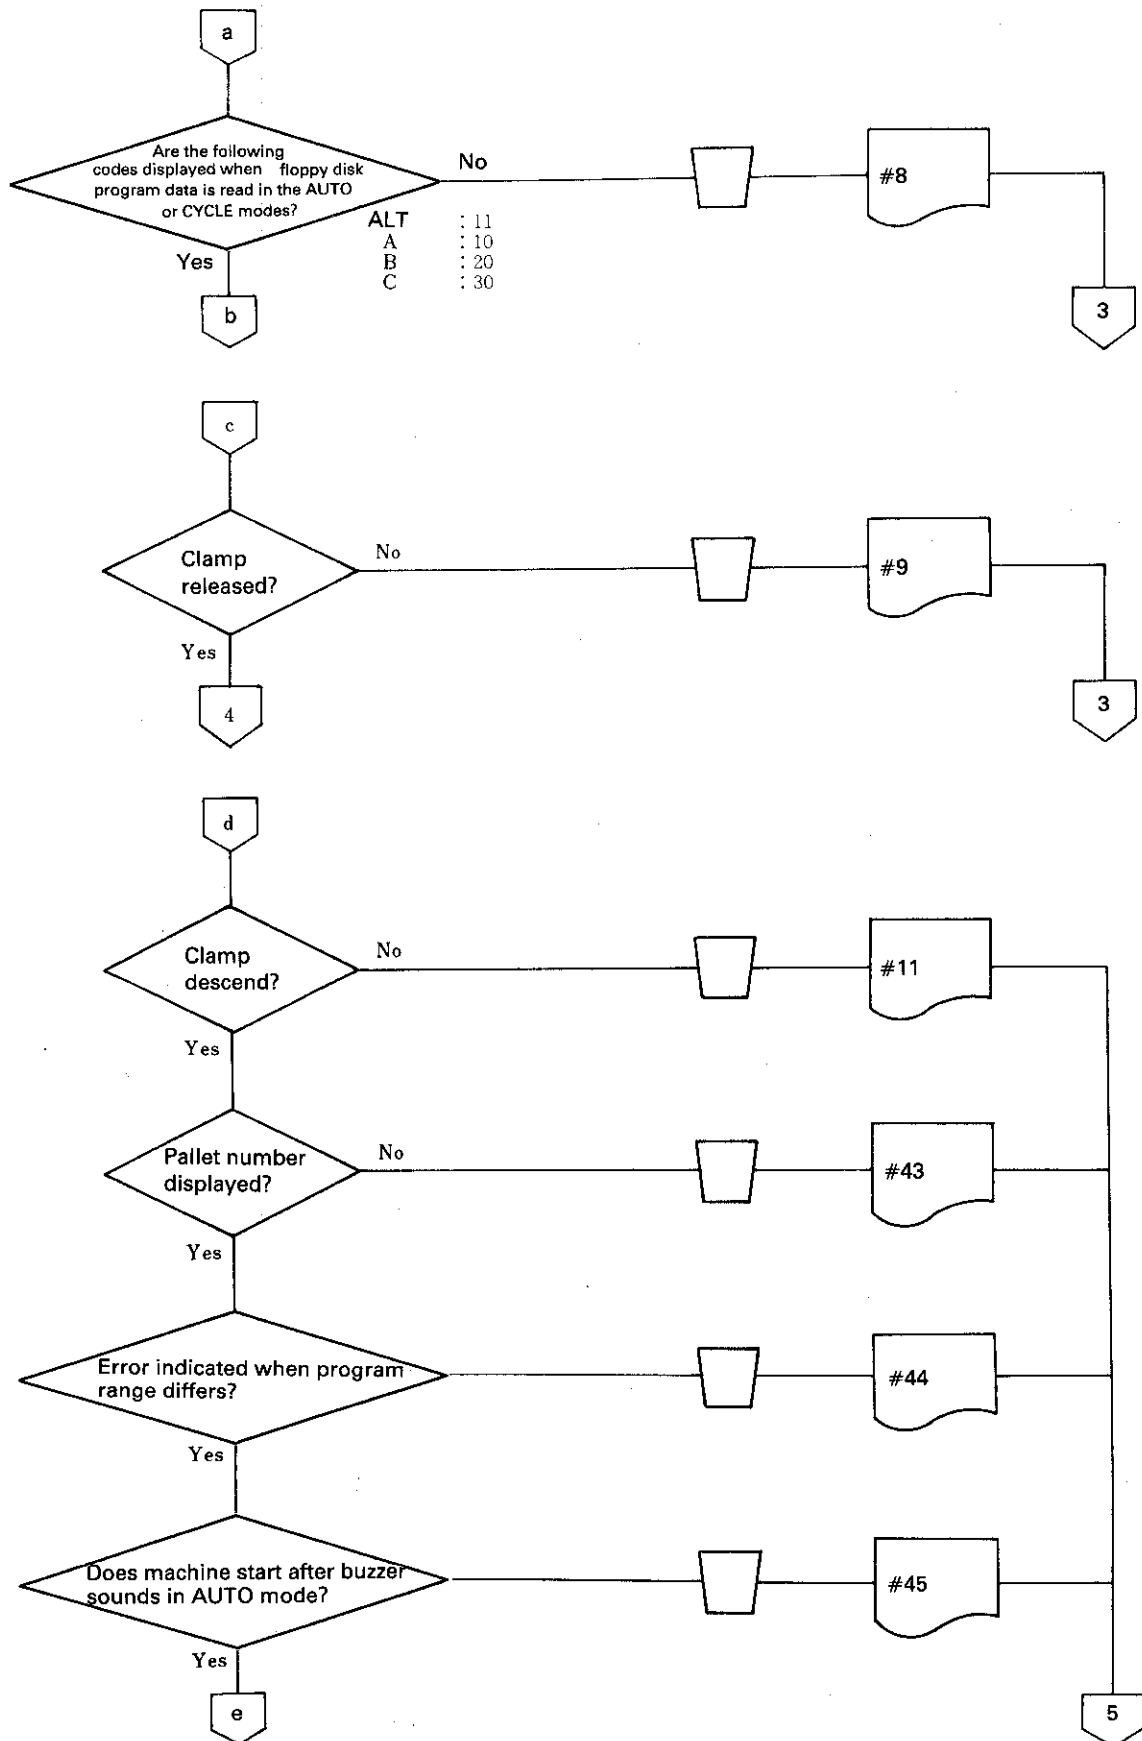 a
Are the following
codes displayed when floppy disk
program data is read in the AUTO
or CYCLE modes?
No
#8
ALT : 11
A : 10
B : 20
C : 30
Yes
b
3
c
Clamp
released?
No
#9
Yes
4
3
d
Clamp
descend?
No
#11
Yes
Pallet number
displayed?
No
#43
Yes
Error indicated when program
range differs?
#44
Yes
Does machine start after buzzer
sounds in AUTO mode?
#45
Yes
e
5